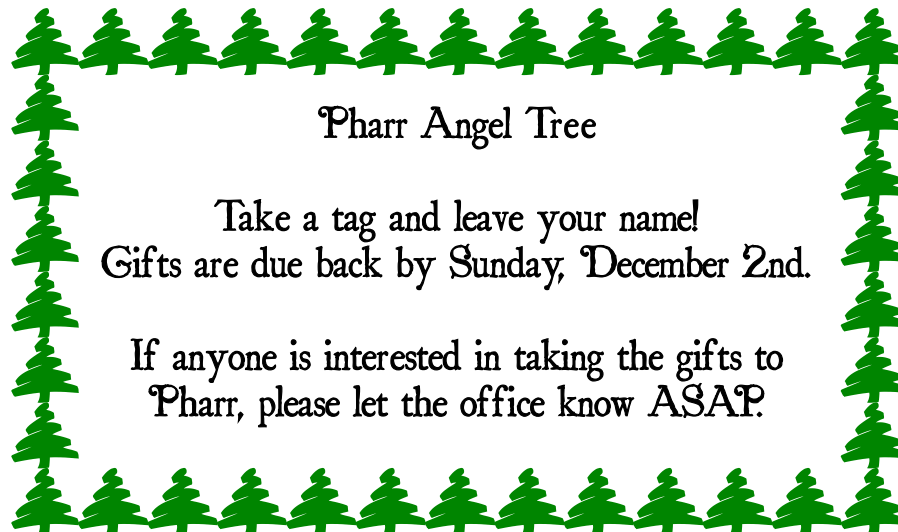 Pharr Angel Tree
Take a tag and leave your name!
Gifts are due back by Sunday, December 2nd.
If anyone is interested in taking the gifts to
Pharr, please let the office know ASAP.